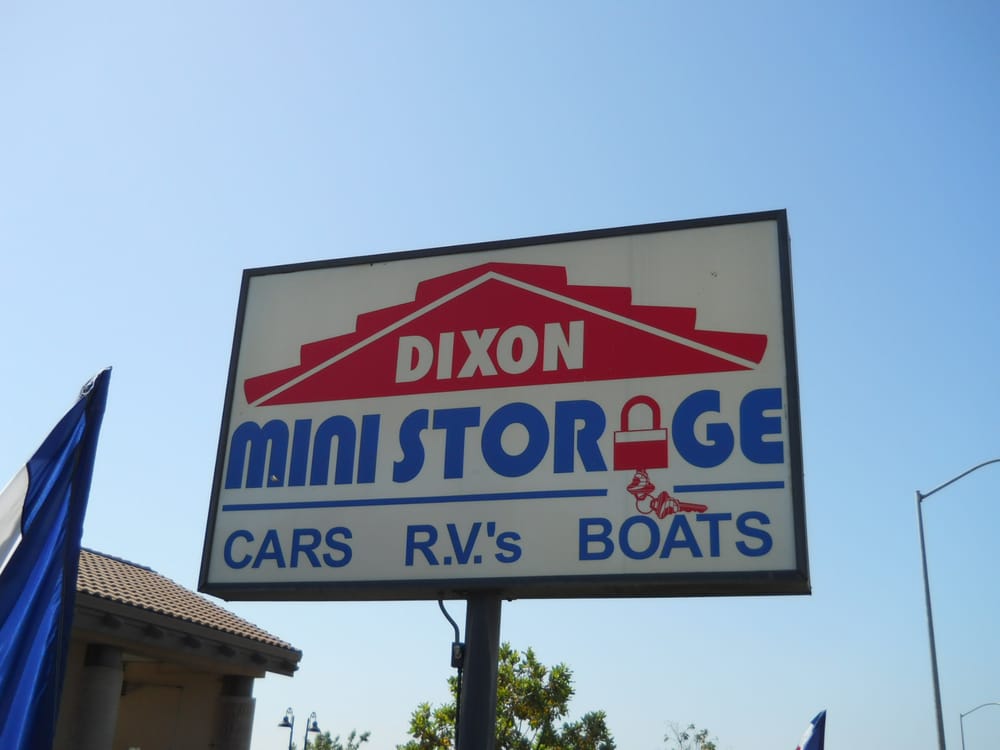 DIXON
MINI STORAGE
CARS R.V.'s BOATS